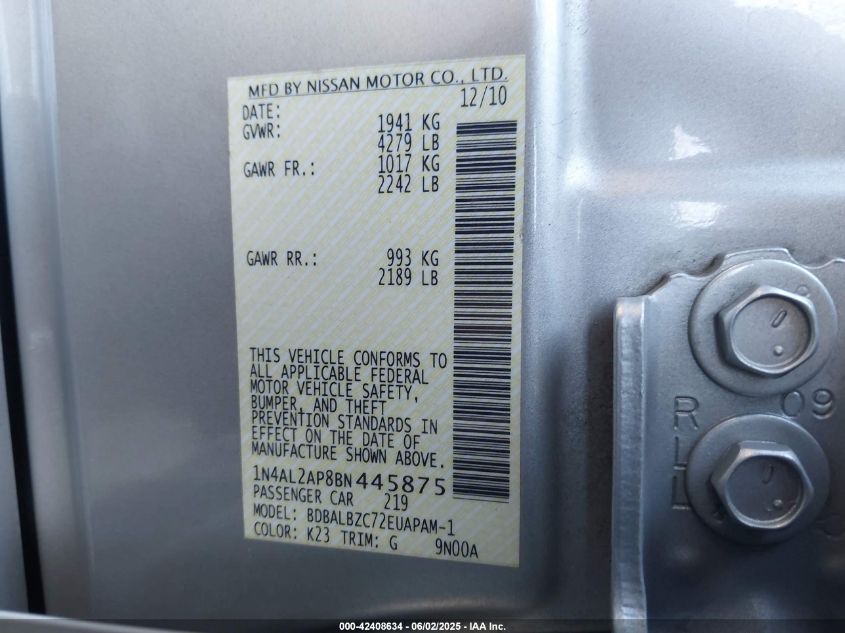 MFD BY NISSAN MOTOR CO., LTD.
DATE: 12/10
GVWR: 1941 KG
4279 LB
GAWR FR.: 1017 KG
2242 LB
GAWR RR.: 993 KG
2189 LB
THIS VEHICLE CONFORMS TO
ALL APPLICABLE FEDERAL
MOTOR VEHICLE SAFETY,
BUMPER, AND THEFT
PREVENTION STANDARDS IN
EFFECT ON THE DATE OF
MANUFACTURE SHOWN ABOVE.
1N4AL2AP8BN445875
PASSENGER CAR 219
MODEL: BDBALBZC72EUAPAM-1
COLOR: K23 TRIM: G 9N00A
09
RLL
000-42408634 - 06/02/2025 - IAA Inc.